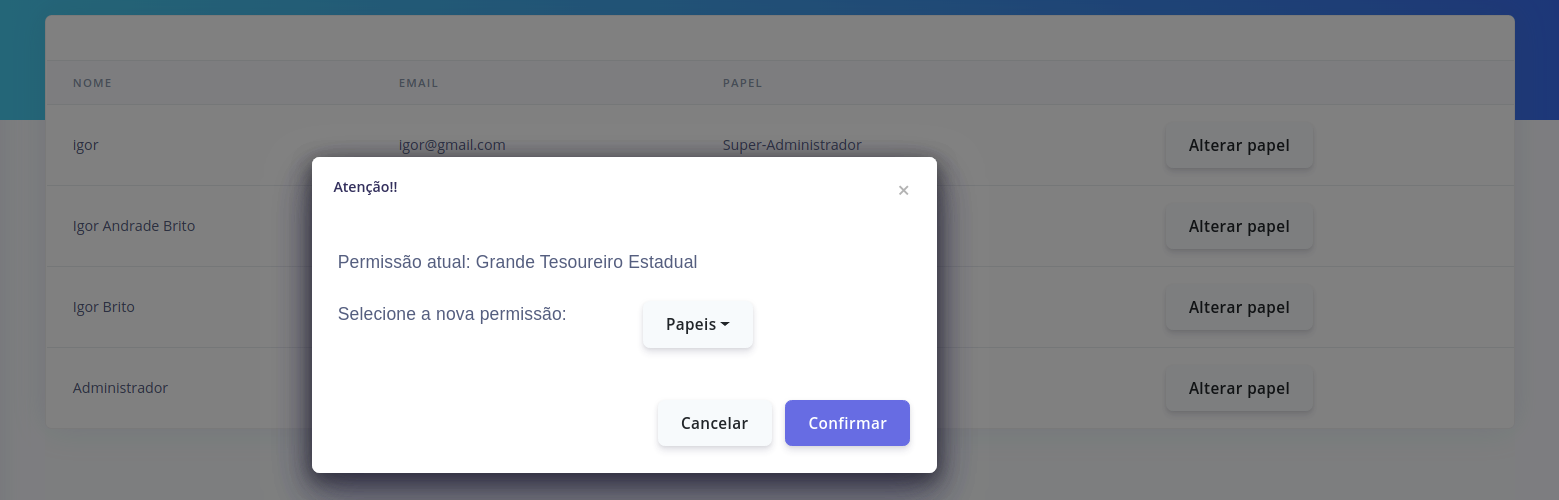 NOME EMAIL PAPEL
igor igor@gmail.com Super-Administrador Alterar papel
Atenção!! ×
Igor Andrade Brito Alterar papel
Permissão atual: Grande Tesoureiro Estadual
Igor Brito Alterar papel
Selecione a nova permissão: Papeis
Administrador Alterar papel
Cancelar Confirmar